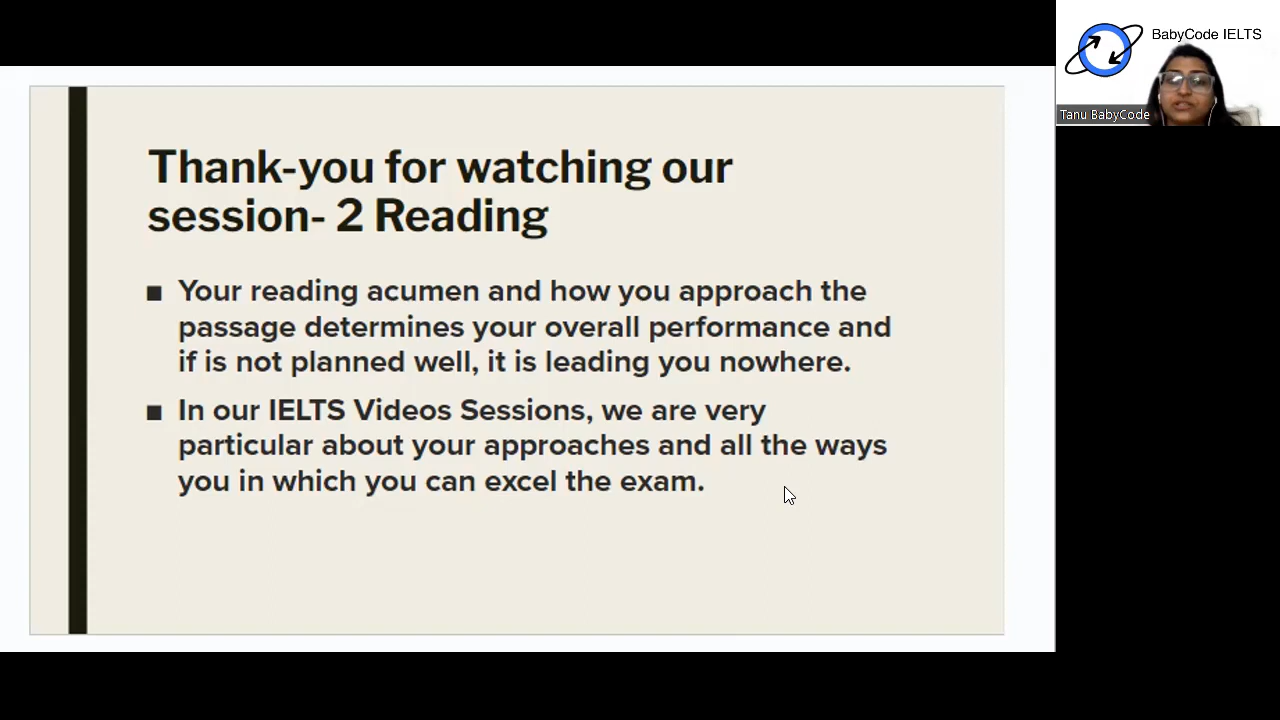 BabyCode IELTS
Tanu BabyCode
Thank-you for watching our
session- 2 Reading
Your reading acumen and how you approach the
passage determines your overall performance and
if is not planned well, it is leading you nowhere.
In our IELTS Videos Sessions, we are very
particular about your approaches and all the ways
you in which you can excel the exam.